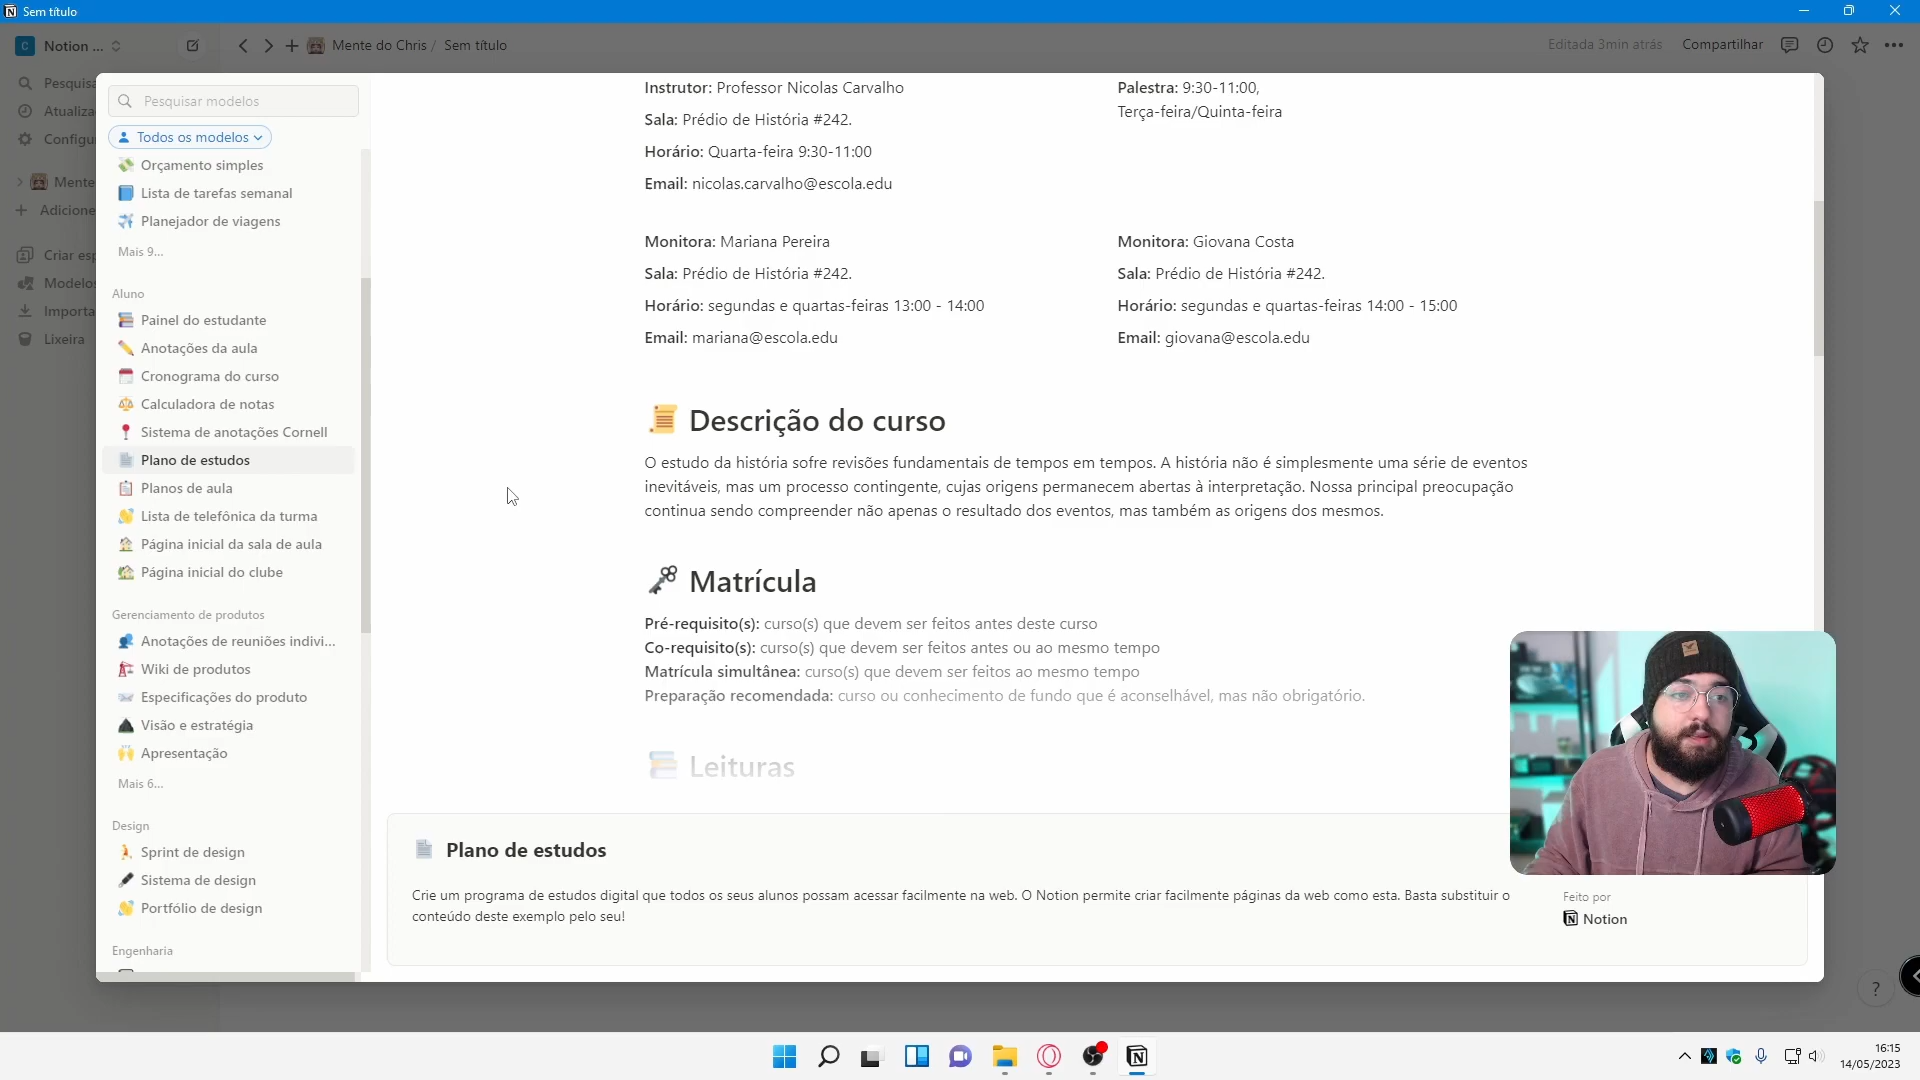 Sem título
Notion ...
Mente do Chris / Sem título
Editada 3min atrás
Compartilhar
Pesquisa
Atualiza
Configu
Mente
Adicione
Criar esp
Modelos
Importa
Lixeira
Pesquisar modelos
Todos os modelos
Orçamento simples
Lista de tarefas semanal
Planejador de viagens
Mais 9...
Aluno
Painel do estudante
Anotações da aula
Cronograma do curso
Calculadora de notas
Sistema de anotações Cornell
Plano de estudos
Planos de aula
Lista de telefônica da turma
Página inicial da sala de aula
Página inicial do clube
Gerenciamento de produtos
Anotações de reuniões indivi...
Wiki de produtos
Especificações do produto
Visão e estratégia
Apresentação
Mais 6...
Design
Sprint de design
Sistema de design
Portfólio de design
Engenharia
Instrutor: Professor Nicolas Carvalho
Sala: Prédio de História #242.
Horário: Quarta-feira 9:30-11:00
Email: nicolas.carvalho@escola.edu
Palestra: 9:30-11:00,
Terça-feira/Quinta-feira
Monitora: Mariana Pereira
Sala: Prédio de História #242.
Horário: segundas e quartas-feiras 13:00 - 14:00
Email: mariana@escola.edu
Monitora: Giovana Costa
Sala: Prédio de História #242.
Horário: segundas e quartas-feiras 14:00 - 15:00
Email: giovana@escola.edu
Descrição do curso
O estudo da história sofre revisões fundamentais de tempos em tempos. A história não é simplesmente uma série de eventos
inevitáveis, mas um processo contingente, cujas origens permanecem abertas à interpretação. Nossa principal preocupação
continua sendo compreender não apenas o resultado dos eventos, mas também as origens dos mesmos.
Matrícula
Pré-requisito(s): curso(s) que devem ser feitos antes deste curso
Co-requisito(s): curso(s) que devem ser feitos antes ou ao mesmo tempo
Matrícula simultânea: curso(s) que devem ser feitos ao mesmo tempo
Preparação recomendada: curso ou conhecimento de fundo que é aconselhável, mas não obrigatório.
Leituras
Plano de estudos
Crie um programa de estudos digital que todos os seus alunos possam acessar facilmente na web. O Notion permite criar facilmente páginas da web como esta. Basta substituir o
conteúdo deste exemplo pelo seu!
Feito por
Notion
?
16:15
14/05/2023